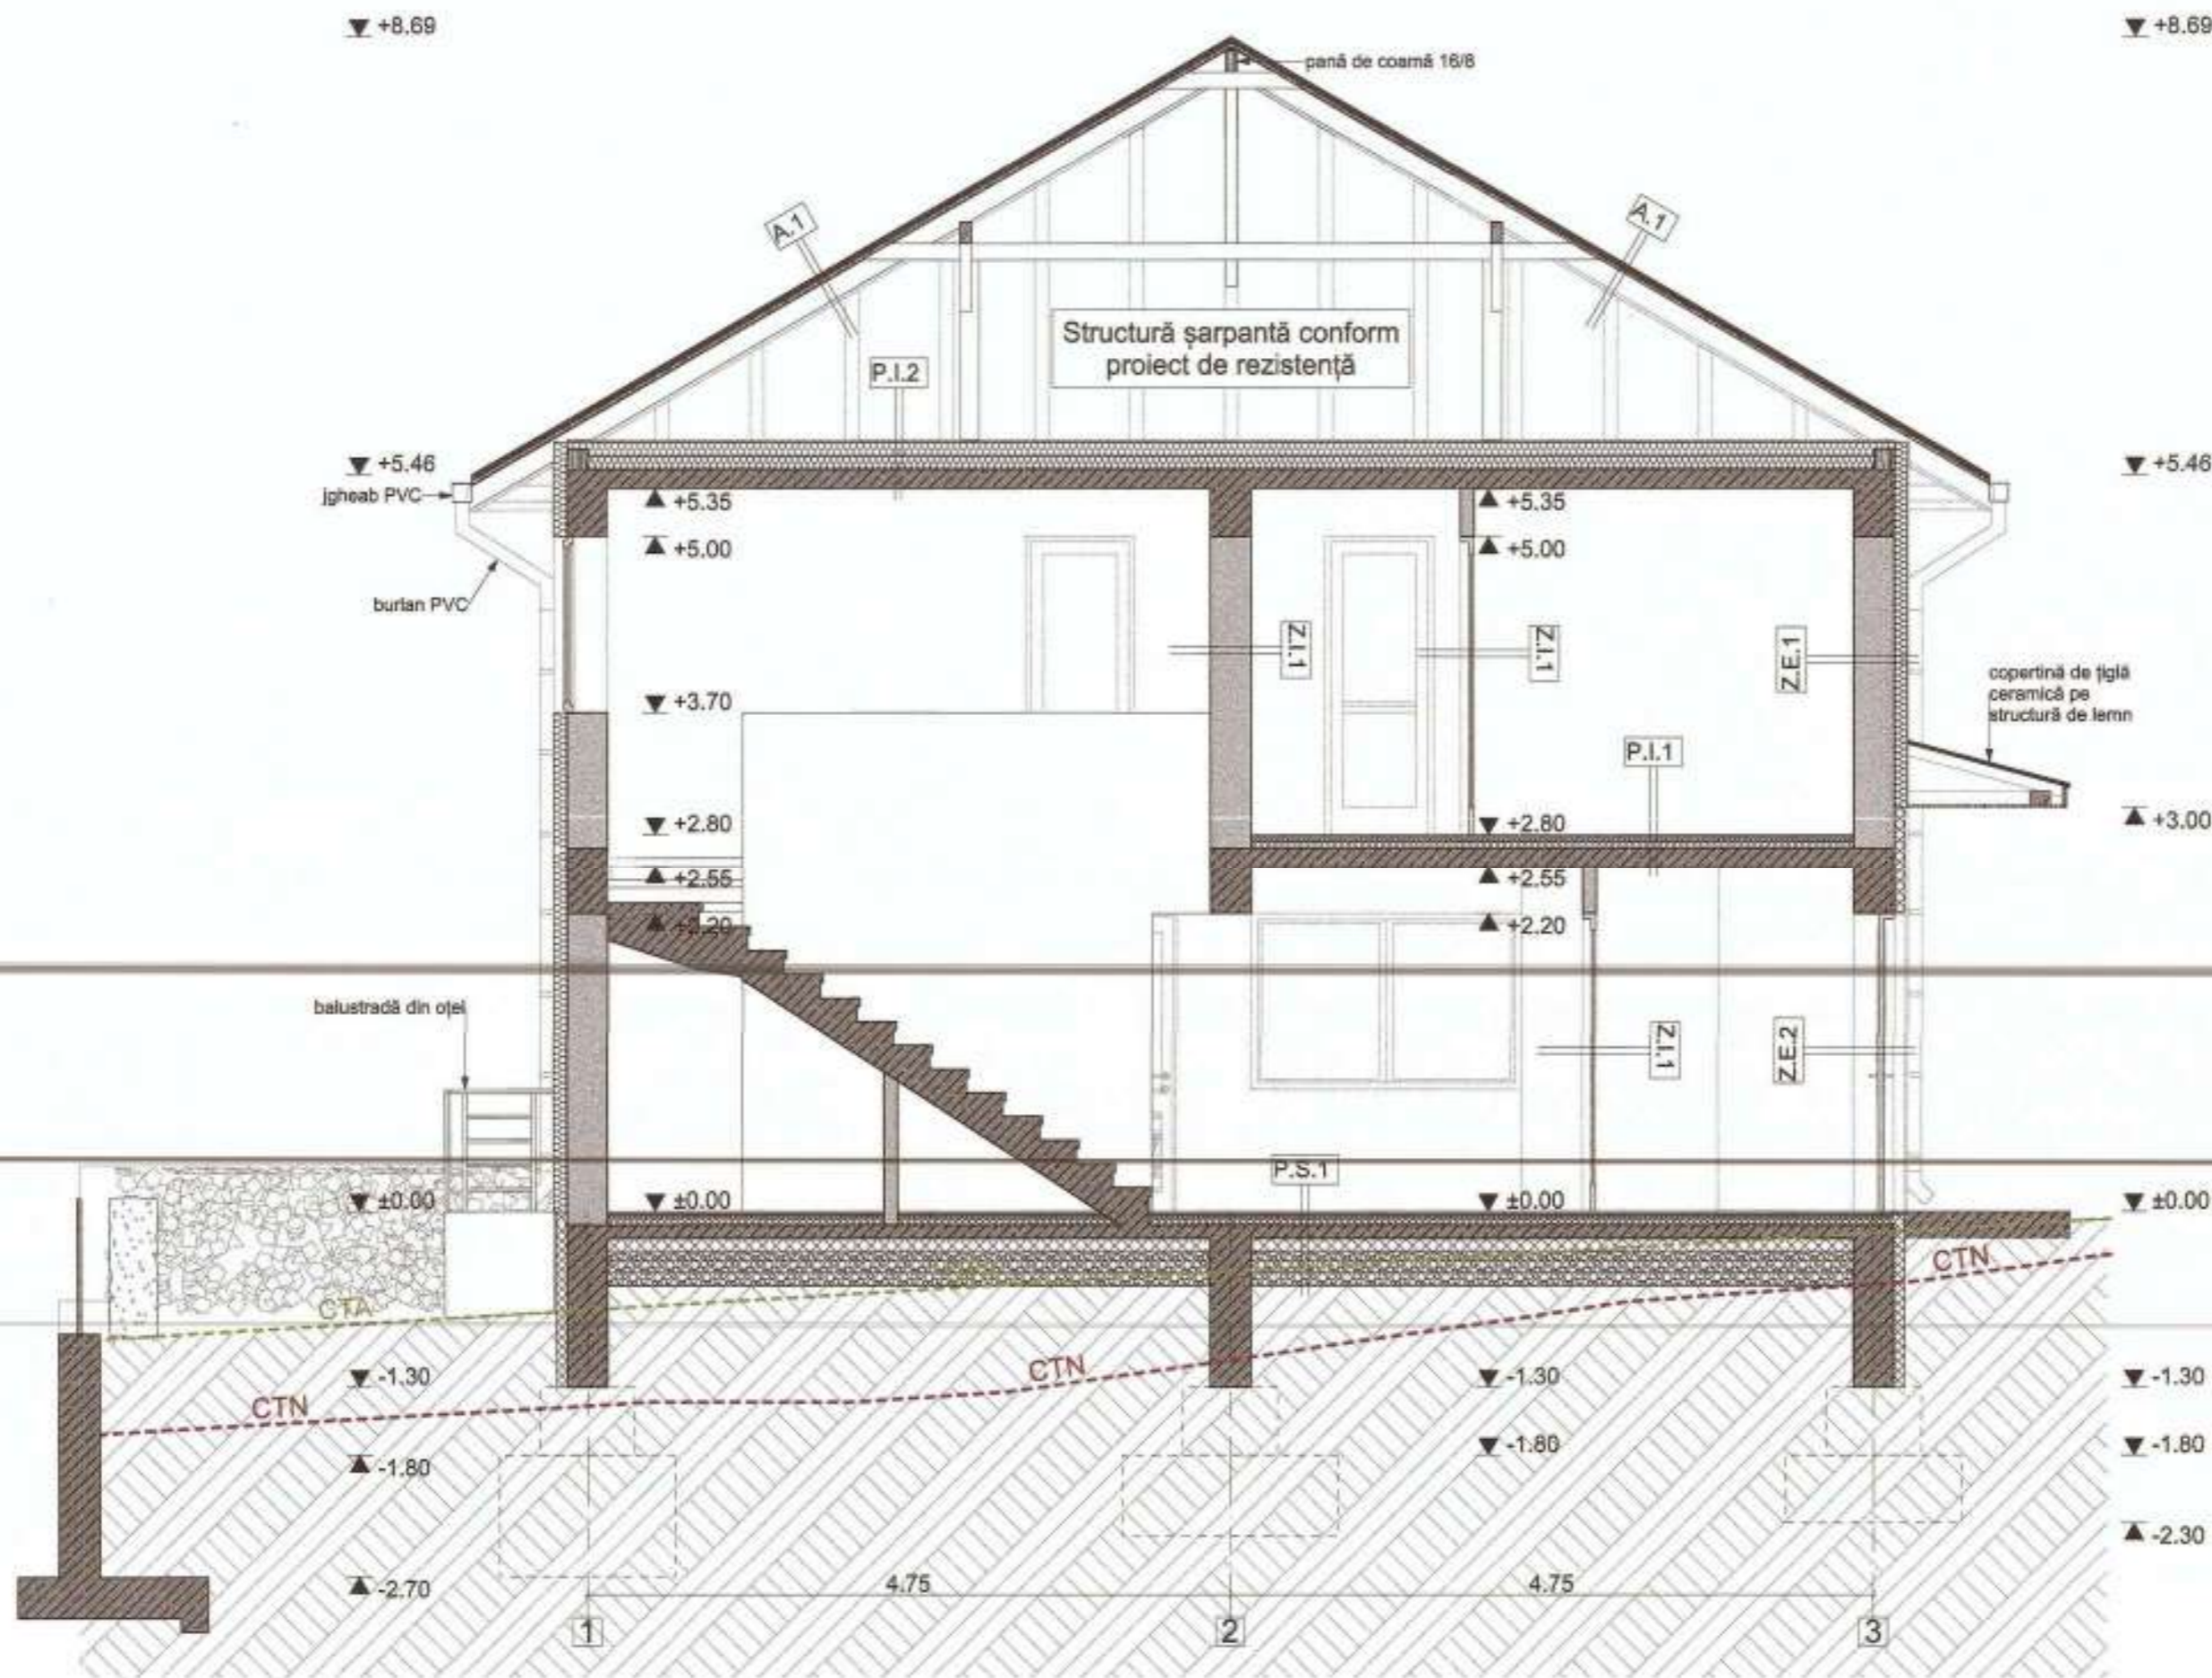 +8.69
+8.69
pană de coamă 16/8
A.1
A.1
Structură șarpantă conform
proiect de rezistență
P.I.2
+5.46
+5.46
jgheab PVC
+5.35
+5.35
+5.00
+5.00
burlan PVC
Z.I.1
Z.I.1
Z.E.1
copertină de țiglă
ceramică pe
structură de lemn
+3.70
P.I.1
+2.80
+2.80
+3.00
+2.55
+2.55
+2.20
+2.20
balustradă din oțel
Z.I.1
Z.E.2
P.S.1
±0.00
±0.00
±0.00
±0.00
CTN
CTA
-1.30
CTN
-1.30
-1.30
CTN
-1.80
-1.80
-1.80
-2.30
-2.70
4.75
4.75
1
2
3